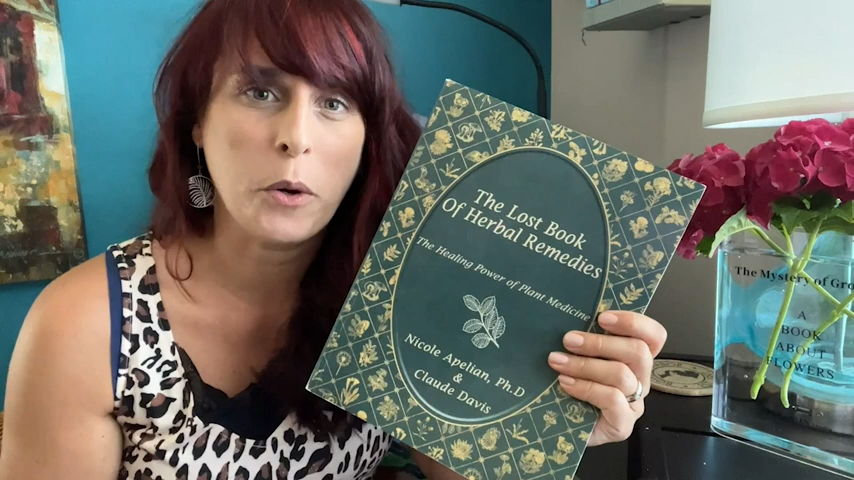 The Lost Book
Of Herbal Remedies
The Healing Power of Plant Medicine
Nicole Apelian, Ph.D
&
Claude Davis
The Mystery of Gro
A
BOOK
ABOUT
FLOWERS